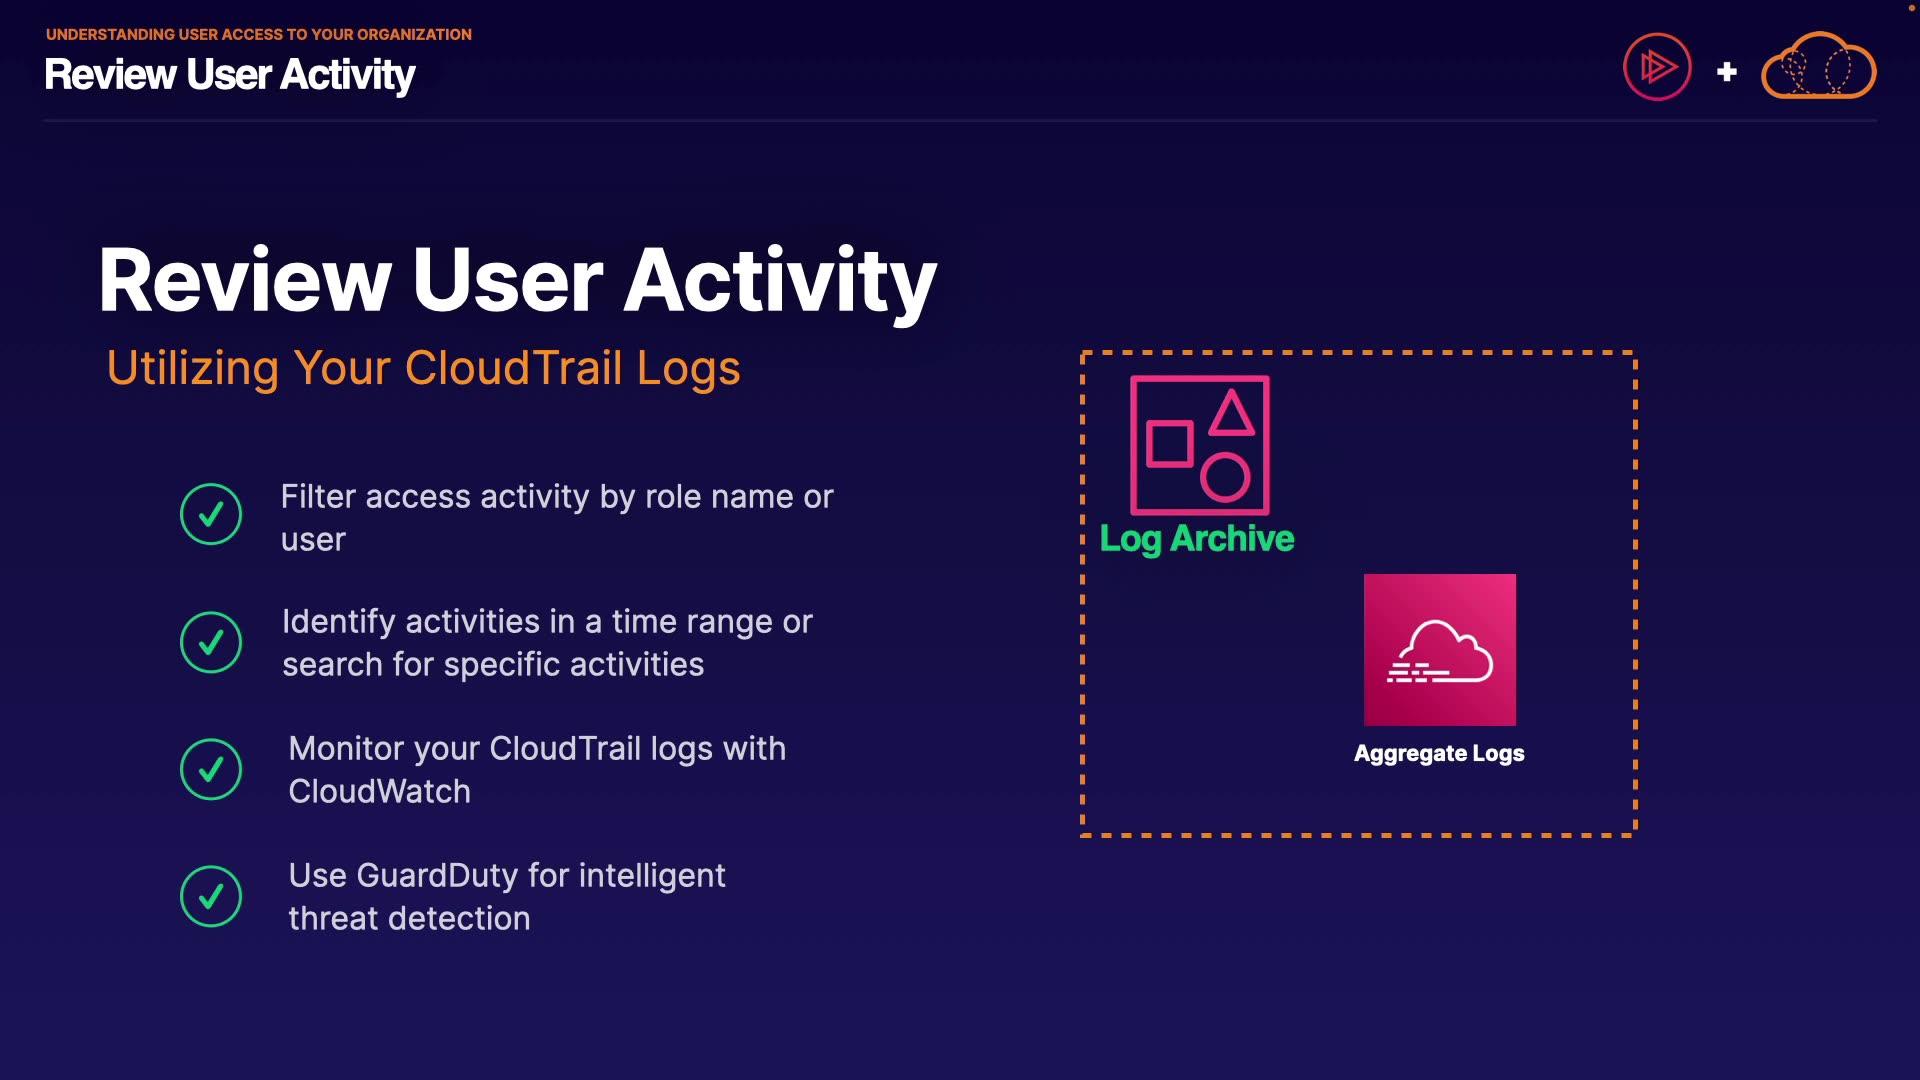 UNDERSTANDING USER ACCESS TO YOUR ORGANIZATION
Review User Activity
Review User Activity
Utilizing Your CloudTrail Logs
Filter access activity by role name or
user
Identify activities in a time range or
search for specific activities
Monitor your CloudTrail logs with
CloudWatch
Use GuardDuty for intelligent
threat detection
Log Archive
Aggregate Logs